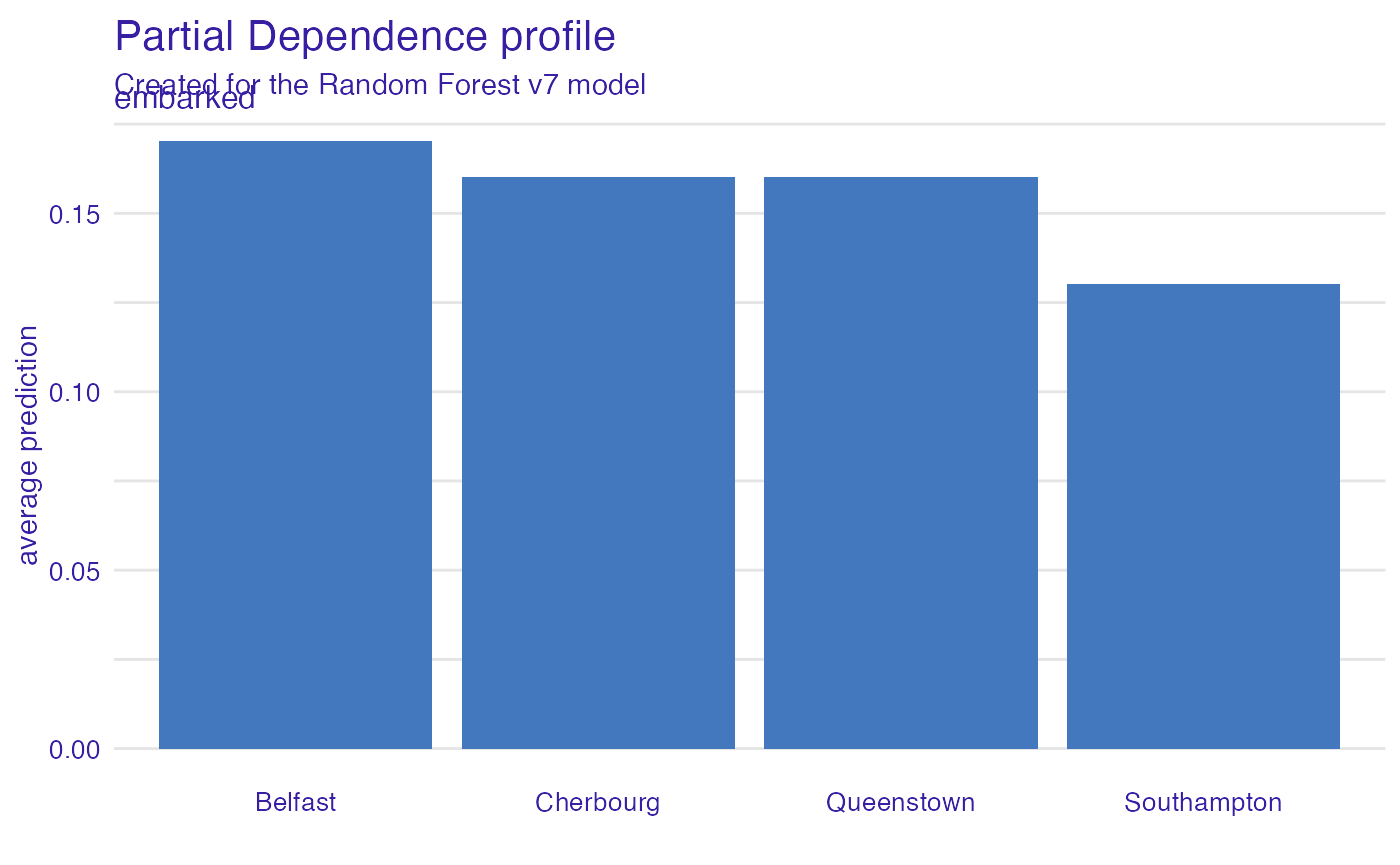 Partial Dependence profile
Created for the Random Forest v7 model
embarked
average prediction
0.15
0.10
0.05
0.00
Belfast
Cherbourg
Queenstown
Southampton